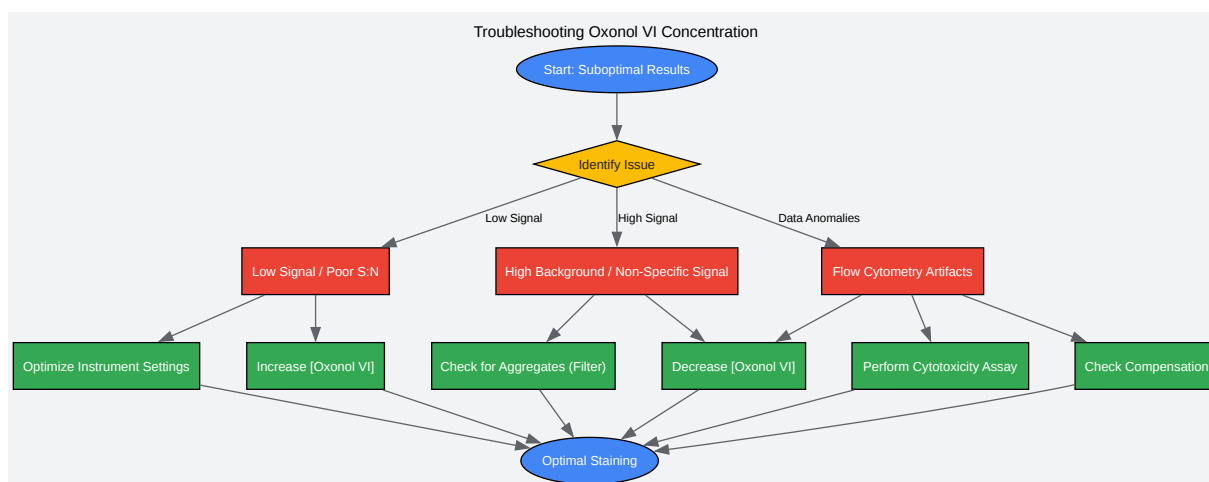 Troubleshooting Oxonol VI Concentration
Start: Suboptimal Results
Identify Issue
Low Signal
High Signal
Data Anomalies
Low Signal / Poor S:N
High Background / Non-Specific Signal
Flow Cytometry Artifacts
Optimize Instrument Settings
Increase [Oxonol VI]
Check for Aggregates (Filter)
Decrease [Oxonol VI]
Perform Cytotoxicity Assay
Check Compensation
Optimal Staining